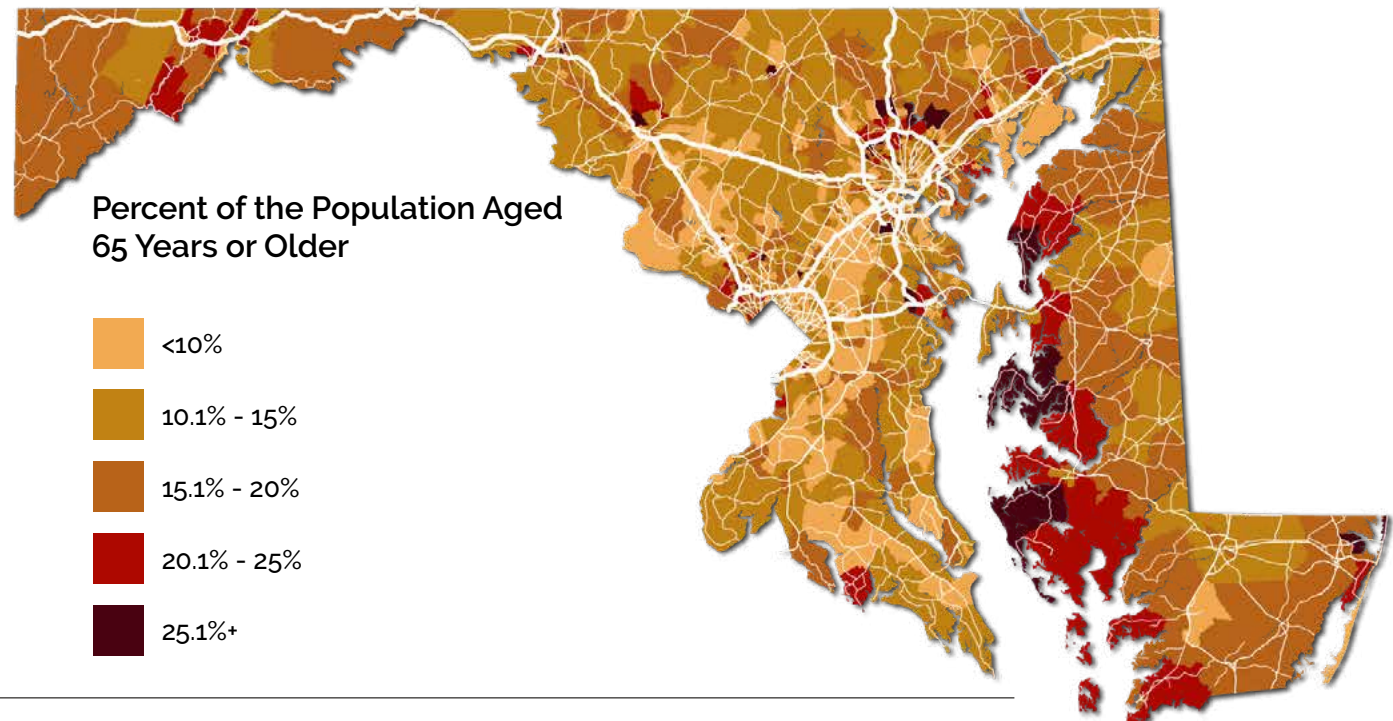 Percent of the Population Aged
65 Years or Older
<10%
10.1% - 15%
15.1% - 20%
20.1% - 25%
25.1%+